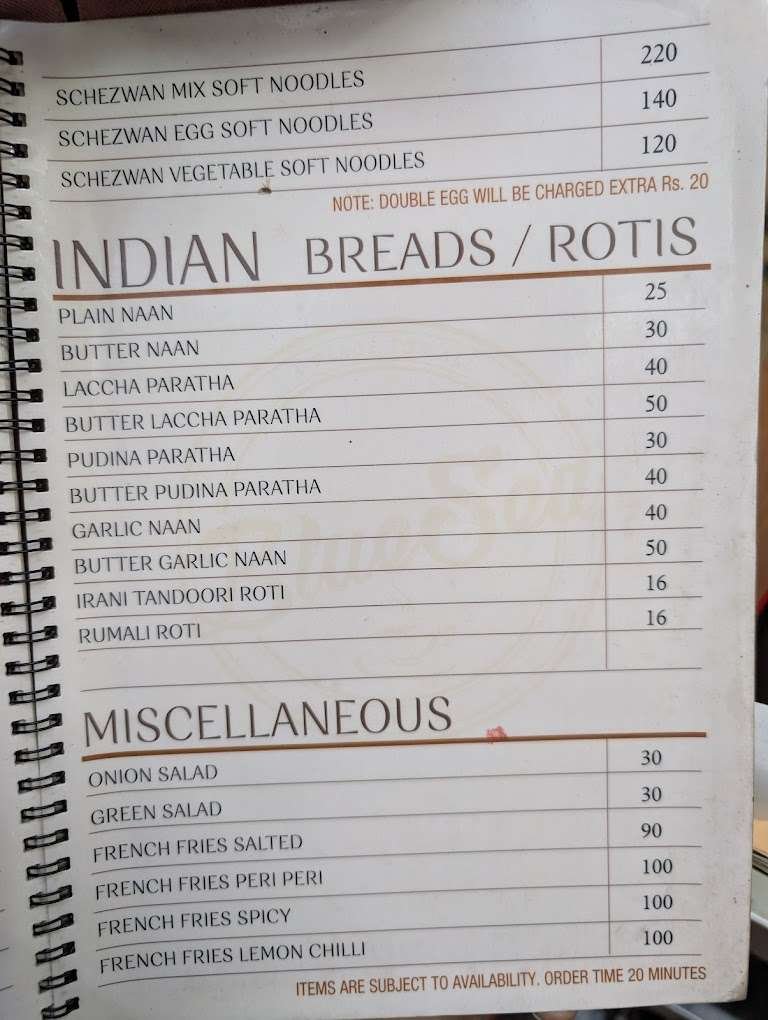 SCHEZWAN MIX SOFT NOODLES 220
SCHEZWAN EGG SOFT NOODLES 140
SCHEZWAN VEGETABLE SOFT NOODLES 120
NOTE: DOUBLE EGG WILL BE CHARGED EXTRA Rs. 20
INDIAN BREADS / ROTIS
PLAIN NAAN 25
BUTTER NAAN 30
LACCHA PARATHA 40
BUTTER LACCHA PARATHA 50
PUDINA PARATHA 30
BUTTER PUDINA PARATHA 40
GARLIC NAAN 40
BUTTER GARLIC NAAN 50
IRANI TANDOORI ROTI 16
RUMALI ROTI 16
Blue Sea
MISCELLANEOUS
ONION SALAD 30
GREEN SALAD 30
FRENCH FRIES SALTED 90
FRENCH FRIES PERI PERI 100
FRENCH FRIES SPICY 100
FRENCH FRIES LEMON CHILLI 100
ITEMS ARE SUBJECT TO AVAILABILITY. ORDER TIME 20 MINUTES